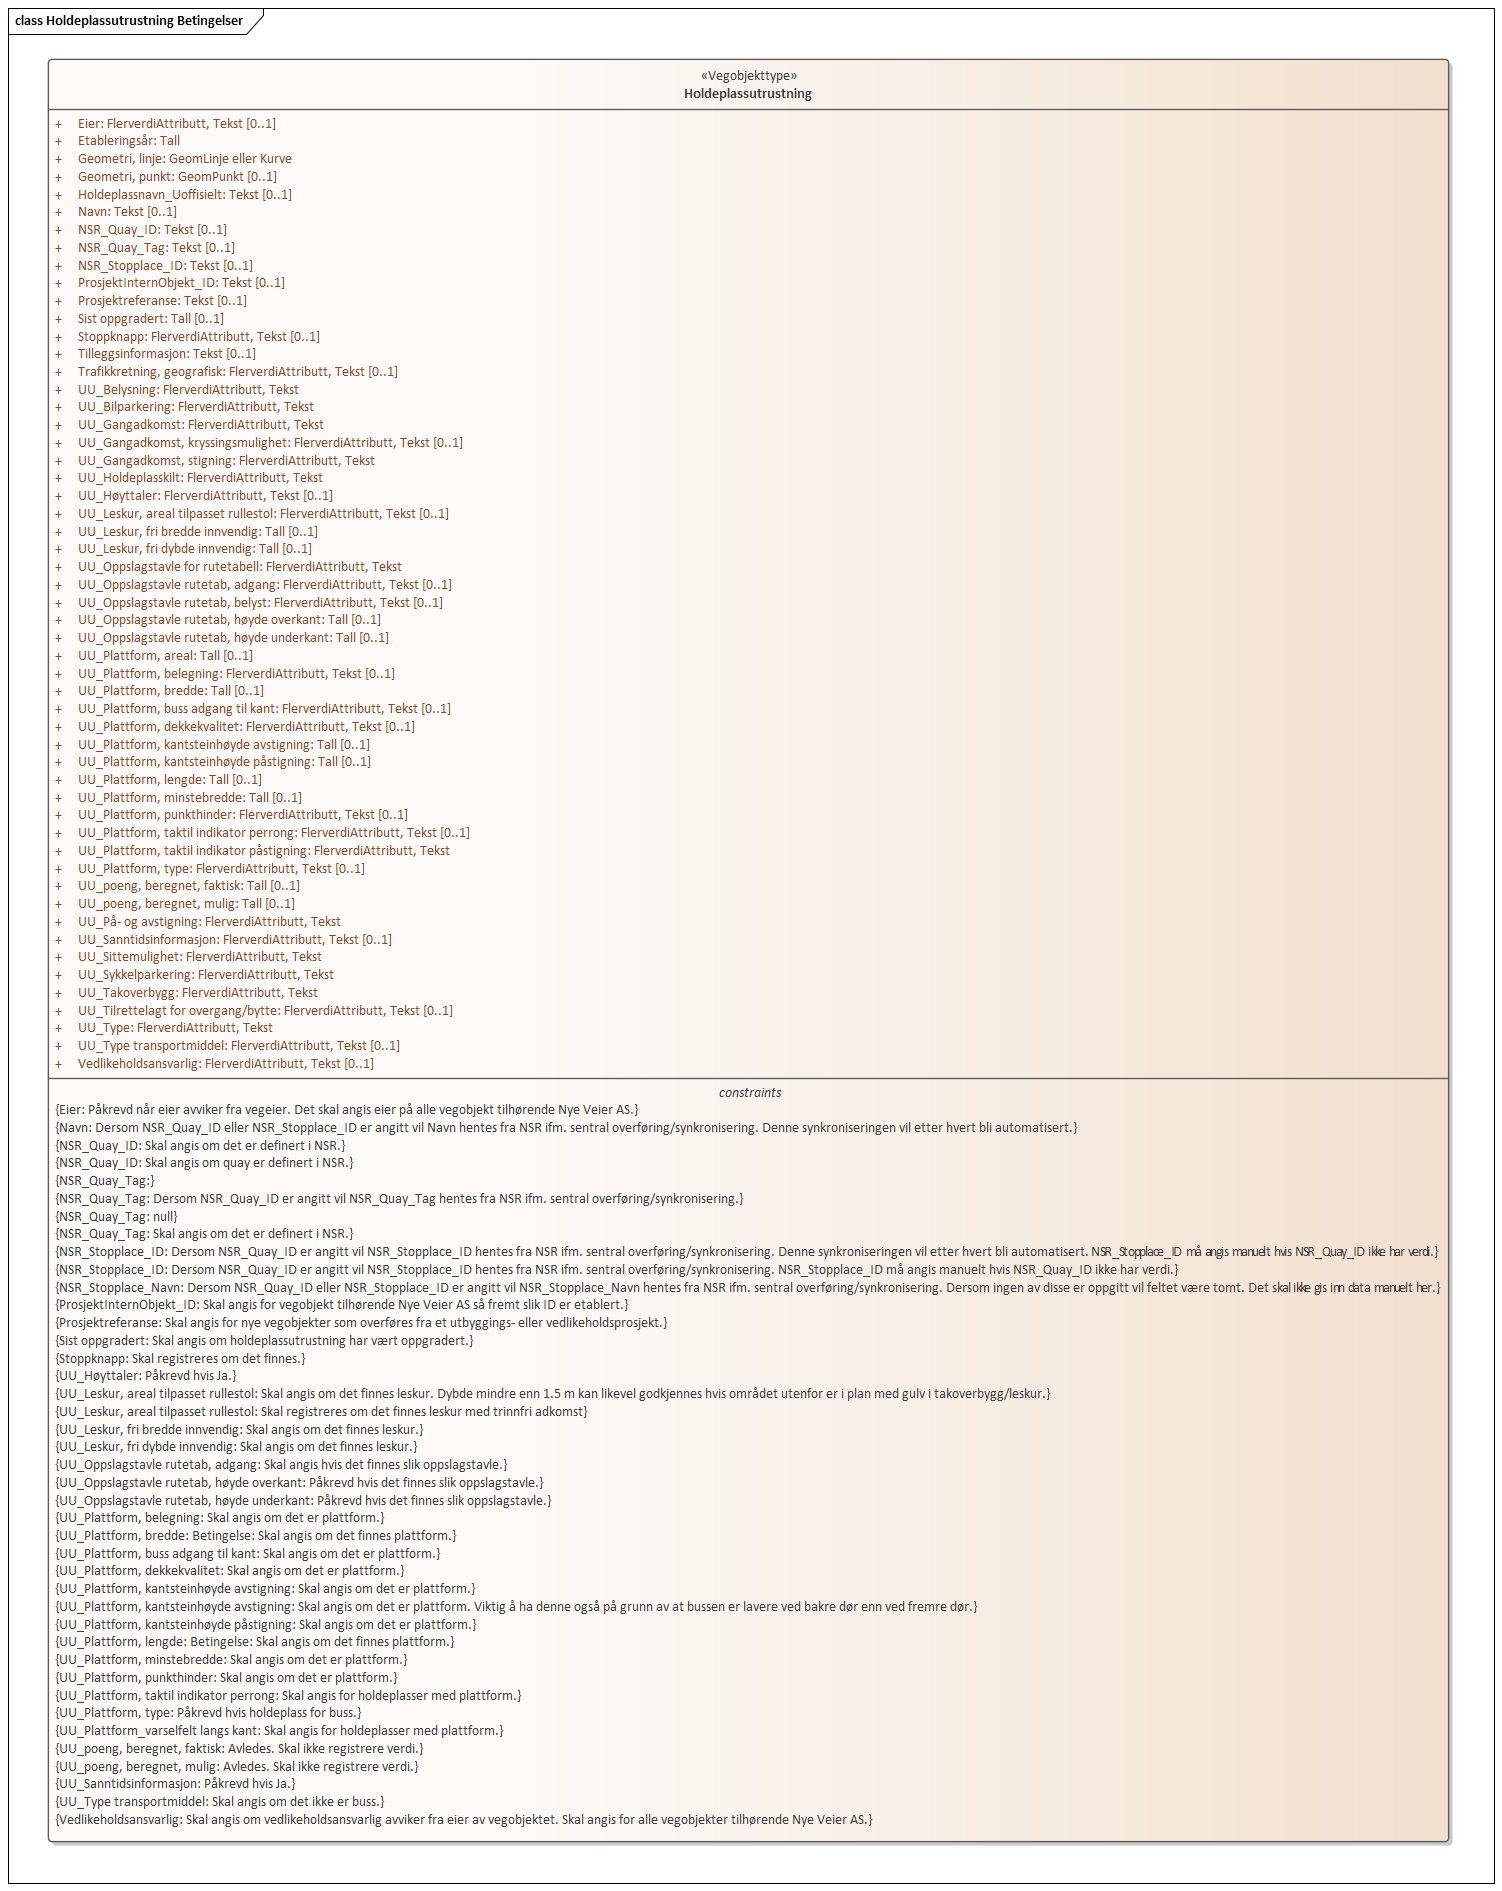 class Holdeplassutrustning Betingelser
«Vegobjekttype»
Holdeplassutrustning
+ Eier: FlerverdiAttributt, Tekst [0..1]
+ Etableringsår: Tall
+ Geometri, linje: GeomLinje eller Kurve
+ Geometri, punkt: GeomPunkt [0..1]
+ Holdeplassnavn_Uoffisielt: Tekst [0..1]
+ Navn: Tekst [0..1]
+ NSR_Quay_ID: Tekst [0..1]
+ NSR_Quay_Tag: Tekst [0..1]
+ NSR_Stopplace_ID: Tekst [0..1]
+ ProsjektInternObjekt_ID: Tekst [0..1]
+ Prosjektreferanse: Tekst [0..1]
+ Sist oppgradert: Tall [0..1]
+ Stoppknapp: FlerverdiAttributt, Tekst [0..1]
+ Tilleggsinformasjon: Tekst [0..1]
+ Trafikkretning, geografisk: FlerverdiAttributt, Tekst [0..1]
+ UU_Belysning: FlerverdiAttributt, Tekst
+ UU_Bilparkering: FlerverdiAttributt, Tekst
+ UU_Gangadkomst: FlerverdiAttributt, Tekst
+ UU_Gangadkomst, kryssingsmulighet: FlerverdiAttributt, Tekst [0..1]
+ UU_Gangadkomst, stigning: FlerverdiAttributt, Tekst
+ UU_Holdeplasskilt: FlerverdiAttributt, Tekst
+ UU_Høyttaler: FlerverdiAttributt, Tekst [0..1]
+ UU_Leskur, areal tilpasset rullestol: FlerverdiAttributt, Tekst [0..1]
+ UU_Leskur, fri bredde innvendig: Tall [0..1]
+ UU_Leskur, fri dybde innvendig: Tall [0..1]
+ UU_Oppslagstavle for rutetabell: FlerverdiAttributt, Tekst
+ UU_Oppslagstavle rutetab, adgang: FlerverdiAttributt, Tekst [0..1]
+ UU_Oppslagstavle rutetab, belyst: FlerverdiAttributt, Tekst [0..1]
+ UU_Oppslagstavle rutetab, høyde overkant: Tall [0..1]
+ UU_Oppslagstavle rutetab, høyde underkant: Tall [0..1]
+ UU_Plattform, areal: Tall [0..1]
+ UU_Plattform, belegning: FlerverdiAttributt, Tekst [0..1]
+ UU_Plattform, bredde: Tall [0..1]
+ UU_Plattform, buss adgang til kant: FlerverdiAttributt, Tekst [0..1]
+ UU_Plattform, dekkekvalitet: FlerverdiAttributt, Tekst [0..1]
+ UU_Plattform, kantsteinhøyde avstigning: Tall [0..1]
+ UU_Plattform, kantsteinhøyde påstigning: Tall [0..1]
+ UU_Plattform, lengde: Tall [0..1]
+ UU_Plattform, minstebredde: Tall [0..1]
+ UU_Plattform, punkthinder: FlerverdiAttributt, Tekst [0..1]
+ UU_Plattform, taktil indikator perrong: FlerverdiAttributt, Tekst [0..1]
+ UU_Plattform, taktil indikator påstigning: FlerverdiAttributt, Tekst
+ UU_Plattform, type: FlerverdiAttributt, Tekst [0..1]
+ UU_poeng, beregnet, faktisk: Tall [0..1]
+ UU_poeng, beregnet, mulig: Tall [0..1]
+ UU_På- og avstigning: FlerverdiAttributt, Tekst
+ UU_Sanntidsinformasjon: FlerverdiAttributt, Tekst [0..1]
+ UU_Sittemulighet: FlerverdiAttributt, Tekst
+ UU_Sykkelparkering: FlerverdiAttributt, Tekst
+ UU_Takoverbygg: FlerverdiAttributt, Tekst
+ UU_Tilrettelagt for overgang/bytte: FlerverdiAttributt, Tekst [0..1]
+ UU_Type: FlerverdiAttributt, Tekst
+ UU_Type transportmiddel: FlerverdiAttributt, Tekst [0..1]
+ Vedlikeholdsansvarlig: FlerverdiAttributt, Tekst [0..1]
constraints
{Eier: Påkrevd når eier avviker fra vegeier. Det skal angis eier på alle vegobjekt tilhørende Nye Veier AS.}
{Navn: Dersom NSR_Quay_ID eller NSR_Stopplace_ID er angitt vil Navn hentes fra NSR ifm. sentral overføring/synkronisering. Denne synkroniseringen vil etter hvert bli automatisert.}
{NSR_Quay_ID: Skal angis om det er definert i NSR.}
{NSR_Quay_ID: Skal angis om quay er definert i NSR.}
{NSR_Quay_Tag:}
{NSR_Quay_Tag: Dersom NSR_Quay_ID er angitt vil NSR_Quay_Tag hentes fra NSR ifm. sentral overføring/synkronisering.}
{NSR_Quay_Tag: null}
{NSR_Quay_Tag: Skal angis om det er definert i NSR.}
{NSR_Stopplace_ID: Dersom NSR_Quay_ID er angitt vil NSR_Stopplace_ID hentes fra NSR ifm. sentral overføring/synkronisering. Denne synkroniseringen vil etter hvert bli automatisert. NSR_Stopplace_ID må angis manuelt hvis NSR_Quay_ID ikke har verdi.}
{NSR_Stopplace_ID: Dersom NSR_Quay_ID er angitt vil NSR_Stopplace_ID hentes fra NSR ifm. sentral overføring/synkronisering. NSR_Stopplace_ID må angis manuelt hvis NSR_Quay_ID ikke har verdi.}
{NSR_Stopplace_Navn: Dersom NSR_Quay_ID eller NSR_Stopplace_ID er angitt vil NSR_Stopplace_Navn hentes fra NSR ifm. sentral overføring/synkronisering. Dersom ingen av disse er oppgitt vil feltet være tomt. Det skal ikke gis inn data manuelt her.}
{ProsjektInternObjekt_ID: Skal angis for vegobjekt tilhørende Nye Veier AS så fremt slik ID er etablert.}
{Prosjektreferanse: Skal angis for nye vegobjekter som overføres fra et utbyggings- eller vedlikeholdsprosjekt.}
{Sist oppgradert: Skal angis om holdeplassutrustning har vært oppgradert.}
{Stoppknapp: Skal registreres om det finnes.}
{UU_Høyttaler: Påkrevd hvis Ja.}
{UU_Leskur, areal tilpasset rullestol: Skal angis om det finnes leskur. Dybde mindre enn 1.5 m kan likevel godkjennes hvis området utenfor er i plan med gulv i takoverbygg/leskur.}
{UU_Leskur, areal tilpasset rullestol: Skal registreres om det finnes leskur med trinnfri adkomst}
{UU_Leskur, fri bredde innvendig: Skal angis om det finnes leskur.}
{UU_Leskur, fri dybde innvendig: Skal angis om det finnes leskur.}
{UU_Oppslagstavle rutetab, adgang: Skal angis hvis det finnes slik oppslagstavle.}
{UU_Oppslagstavle rutetab, høyde overkant: Påkrevd hvis det finnes slik oppslagstavle.}
{UU_Oppslagstavle rutetab, høyde underkant: Påkrevd hvis det finnes slik oppslagstavle.}
{UU_Plattform, belegning: Skal angis om det er plattform.}
{UU_Plattform, bredde: Betingelse: Skal angis om det finnes plattform.}
{UU_Plattform, buss adgang til kant: Skal angis om det er plattform.}
{UU_Plattform, dekkekvalitet: Skal angis om det er plattform.}
{UU_Plattform, kantsteinhøyde avstigning: Skal angis om det er plattform.}
{UU_Plattform, kantsteinhøyde avstigning: Skal angis om det er plattform. Viktig å ha denne også på grunn av at bussen er lavere ved bakre dør enn ved fremre dør.}
{UU_Plattform, kantsteinhøyde påstigning: Skal angis om det er plattform.}
{UU_Plattform, lengde: Betingelse: Skal angis om det finnes plattform.}
{UU_Plattform, minstebredde: Skal angis om det er plattform.}
{UU_Plattform, punkthinder: Skal angis om det er plattform.}
{UU_Plattform, taktil indikator perrong: Skal angis for holdeplasser med plattform.}
{UU_Plattform, type: Påkrevd hvis holdeplass for buss.}
{UU_Plattform_varselfelt langs kant: Skal angis for holdeplasser med plattform.}
{UU_poeng, beregnet, faktisk: Avledes. Skal ikke registrere verdi.}
{UU_poeng, beregnet, mulig: Avledes. Skal ikke registrere verdi.}
{UU_Sanntidsinformasjon: Påkrevd hvis Ja.}
{UU_Type transportmiddel: Skal angis om det ikke er buss.}
{Vedlikeholdsansvarlig: Skal angis om vedlikeholdsansvarlig avviker fra eier av vegobjektet. Skal angis for alle vegobjekter tilhørende Nye Veier AS.}